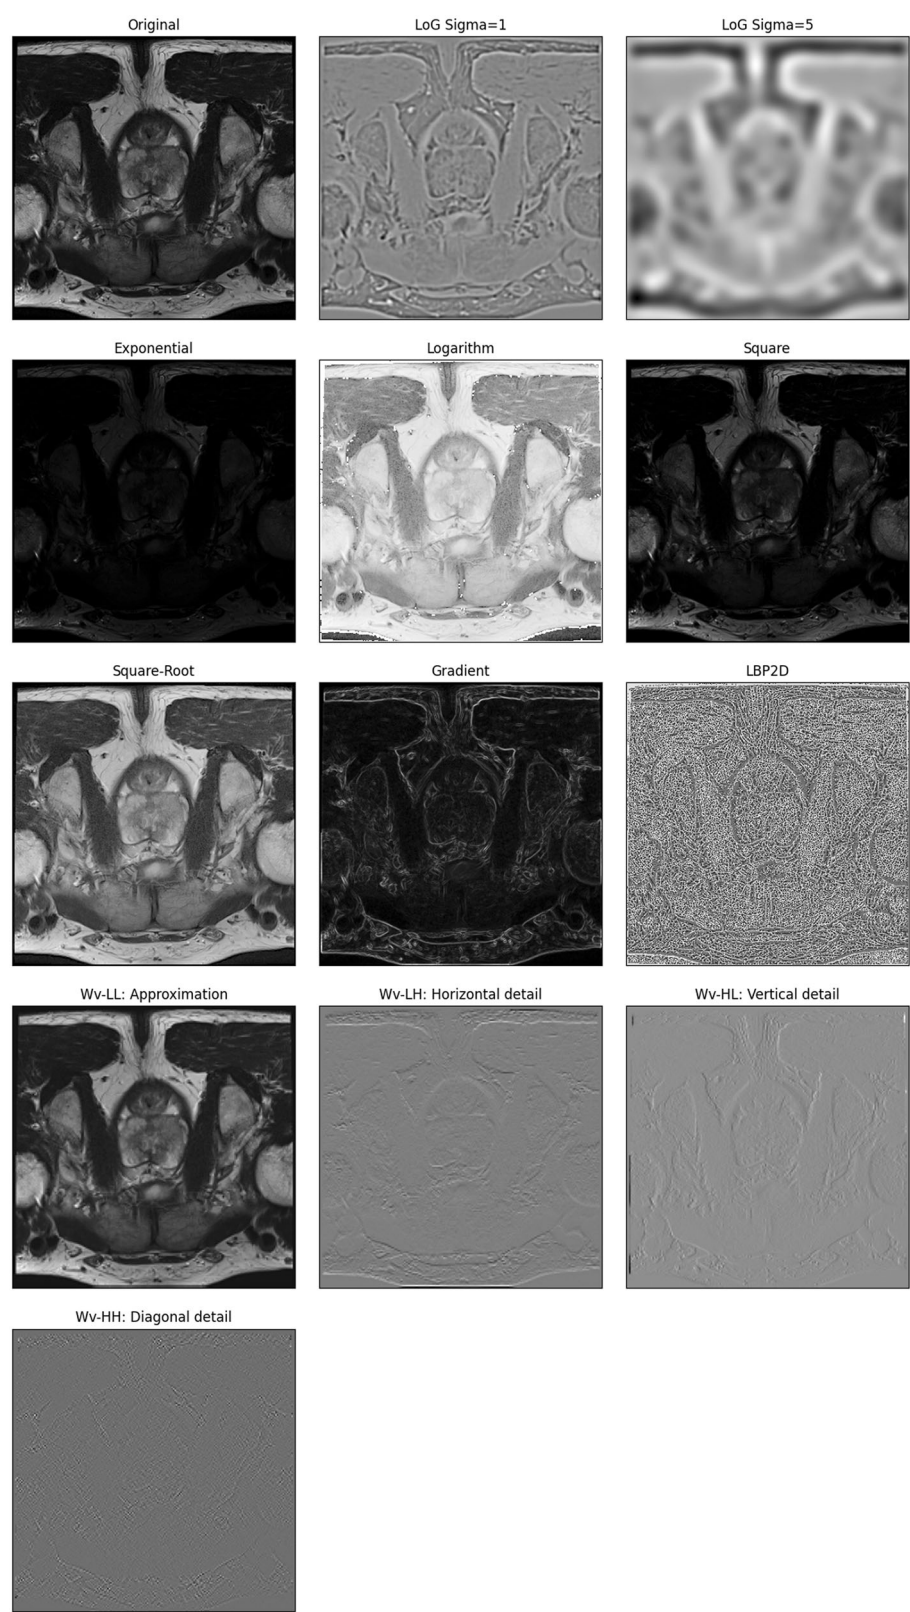 Original
LoG Sigma=1
LoG Sigma=5
Exponential
Logarithm
Square
Square-Root
Gradient
LBP2D
Wv-LL: Approximation
Wv-LH: Horizontal detail
Wv-HL: Vertical detail
Wv-HH: Diagonal detail